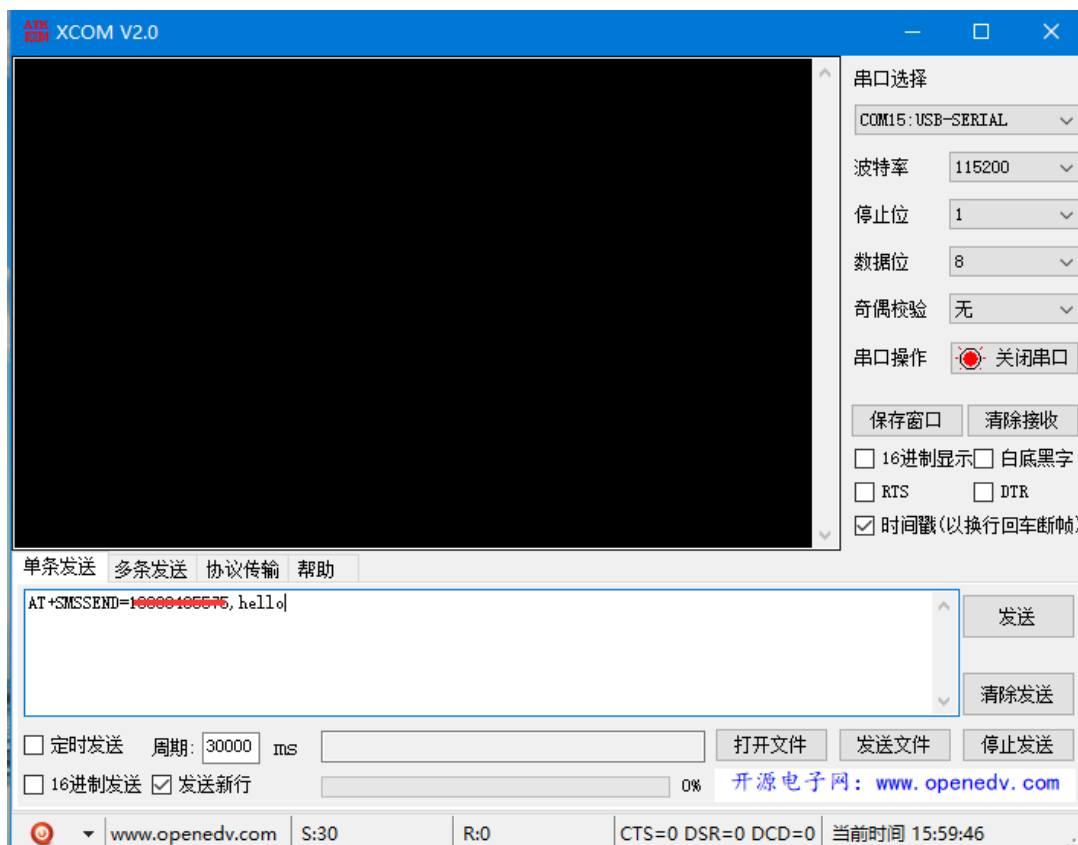 ATK XCOM V2.0
串口选择
COM15:USB-SERIAL
波特率 115200
停止位 1
数据位 8
奇偶校验 无
串口操作 关闭串口
保存窗口 清除接收
16进制显示 白底黑字
RTS DTR
时间戳(以换行回车断帧)
单条发送 多条发送 协议传输 帮助
AT+SMSSEND= ,hello
发送
清除发送
定时发送 周期: 30000 ms 打开文件 发送文件 停止发送
16进制发送 发送新行 0% 开源电子网: www.openedv.com
www.openedv.com S:30 R:0 CTS=0 DSR=0 DCD=0 当前时间 15:59:46